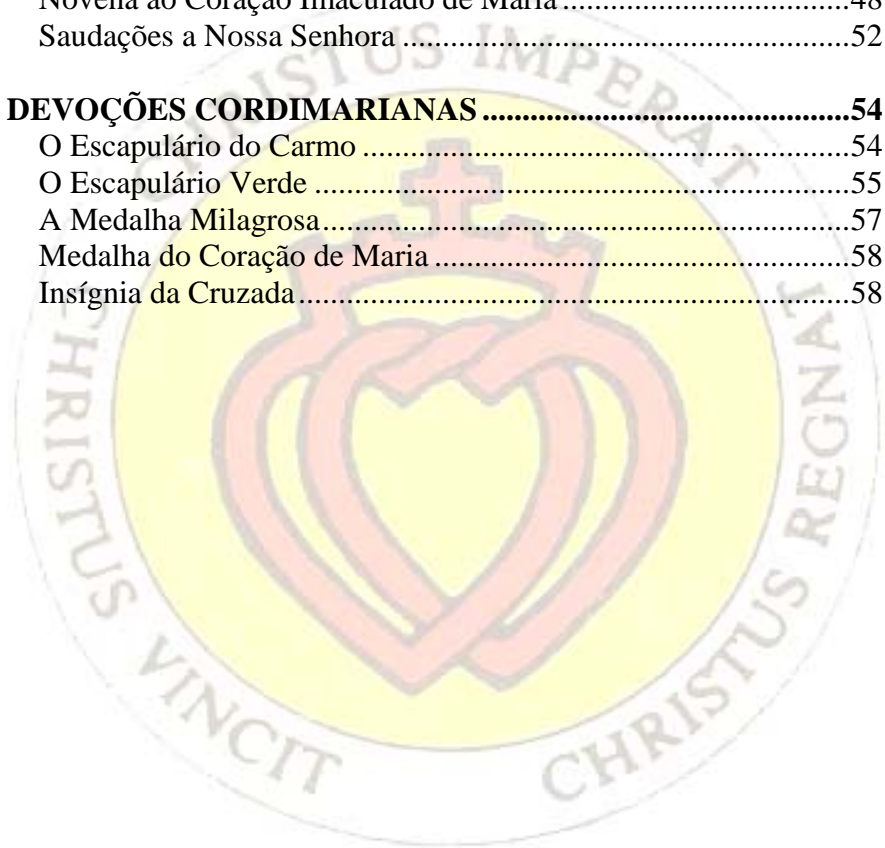 Novena ao Coração Imaculado de Maria....................................48
Saudações a Nossa Senhora........................................................52
DEVOÇÕES CORDIMARIANAS..............................................54
O Escapulário do Carmo.............................................................54
O Escapulário Verde...................................................................55
A Medalha Milagrosa..................................................................57
Medalha do Coração de Maria....................................................58
Insígnia da Cruzada.....................................................................58
CHRISTUS VINCIT
CHRISTUS REGNAT
CHRISTUS IMPERAT